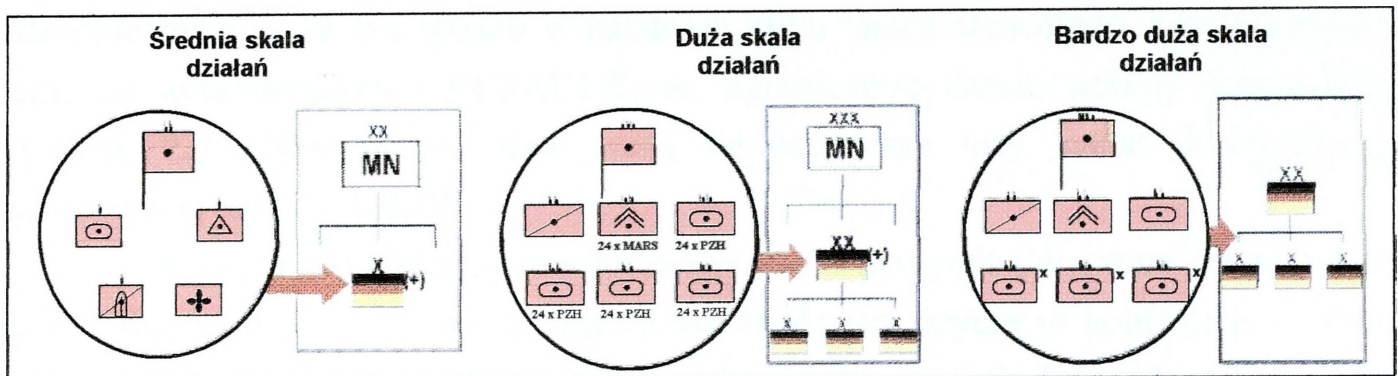 Średnia skala
działań
XX
MN
X
(+)
Duża skala
działań
24 x MARS 24 x PZH
24 x PZH 24 x PZH 24 x PZH
XXX
MN
XX
(+)
X X X
Bardzo duża skala
działań
x x x
XX
X X X